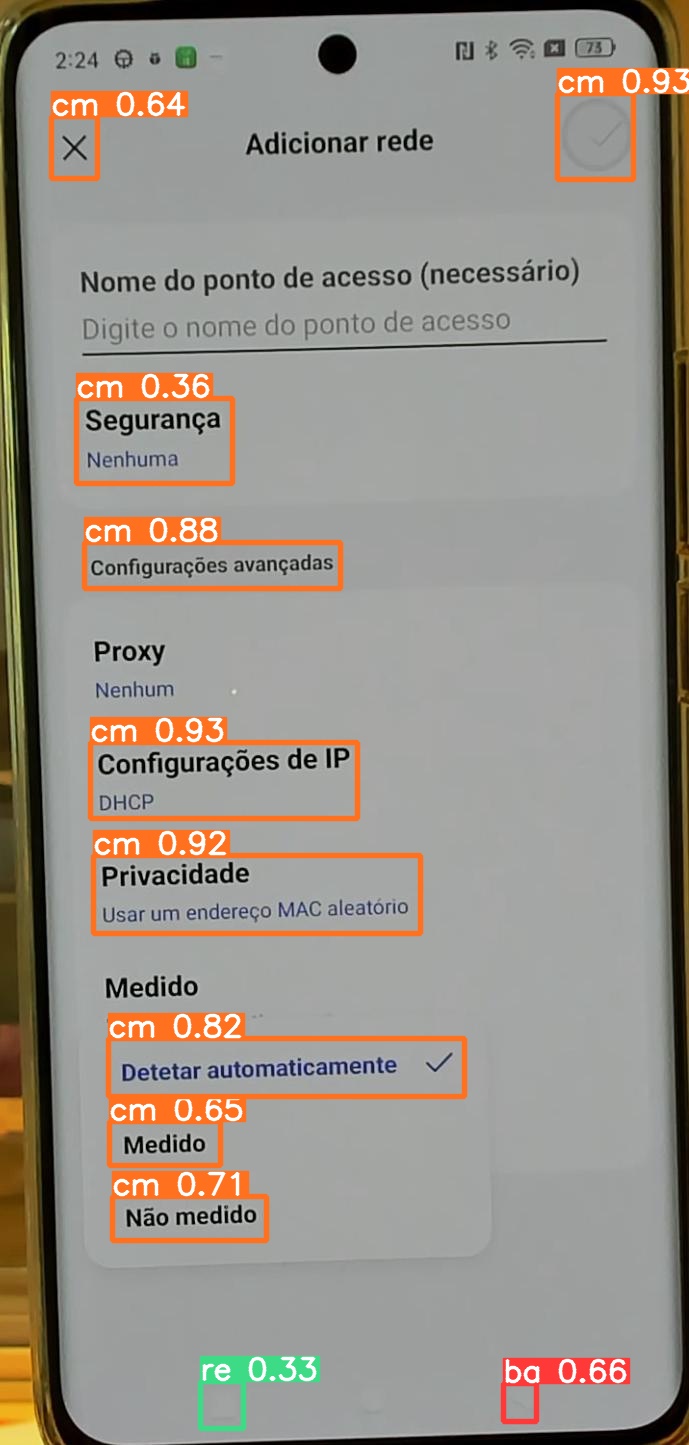 2:24
73
cm 0.64
cm 0.93
Adicionar rede
Nome do ponto de acesso (necessário)
Digite o nome do ponto de acesso
cm 0.36
Segurança
Nenhuma
cm 0.88
Configurações avançadas
Proxy
Nenhum
cm 0.93
Configurações de IP
DHCP
cm 0.92
Privacidade
Usar um endereço MAC aleatório
Medido
cm 0.82
Detetar automaticamente
cm 0.65
Medido
cm 0.71
Não medido
re 0.33
ba 0.66